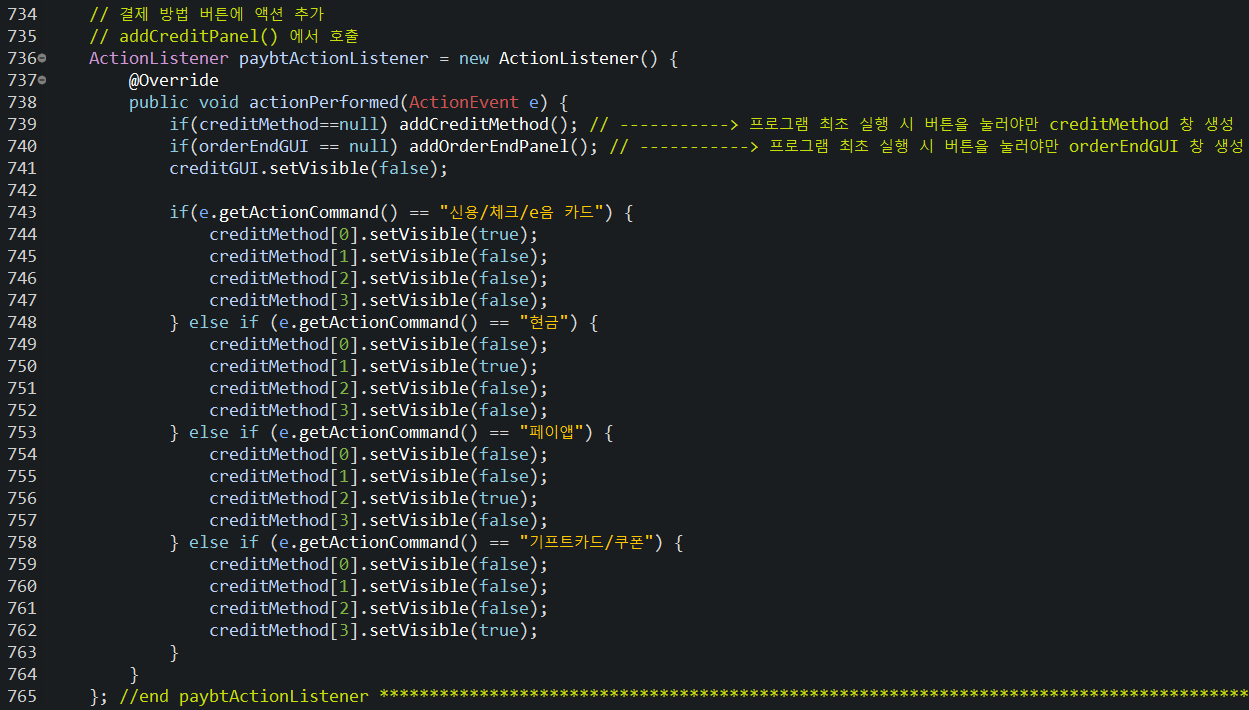 734 // 결제 방법 버튼에 액션 추가
735 // addCreditPanel() 에서 호출
736 ActionListener paybtActionListener = new ActionListener() {
737 @Override
738 public void actionPerformed(ActionEvent e) {
739 if(creditMethod==null) addCreditMethod(); // -----------> 프로그램 최초 실행 시 버튼을 눌러야만 creditMethod 창 생성
740 if(orderEndGUI == null) addOrderEndPanel(); // -----------> 프로그램 최초 실행 시 버튼을 눌러야만 orderEndGUI 창 생성
741 creditGUI.setVisible(false);
742
743 if(e.getActionCommand() == "신용/체크/e음 카드") {
744 creditMethod[0].setVisible(true);
745 creditMethod[1].setVisible(false);
746 creditMethod[2].setVisible(false);
747 creditMethod[3].setVisible(false);
748 } else if (e.getActionCommand() == "현금") {
749 creditMethod[0].setVisible(false);
750 creditMethod[1].setVisible(true);
751 creditMethod[2].setVisible(false);
752 creditMethod[3].setVisible(false);
753 } else if (e.getActionCommand() == "페이앱") {
754 creditMethod[0].setVisible(false);
755 creditMethod[1].setVisible(false);
756 creditMethod[2].setVisible(true);
757 creditMethod[3].setVisible(false);
758 } else if (e.getActionCommand() == "기프트카드/쿠폰") {
759 creditMethod[0].setVisible(false);
760 creditMethod[1].setVisible(false);
761 creditMethod[2].setVisible(false);
762 creditMethod[3].setVisible(true);
763 }
764 }
765 }; //end paybtActionListener ***************************************************************************************